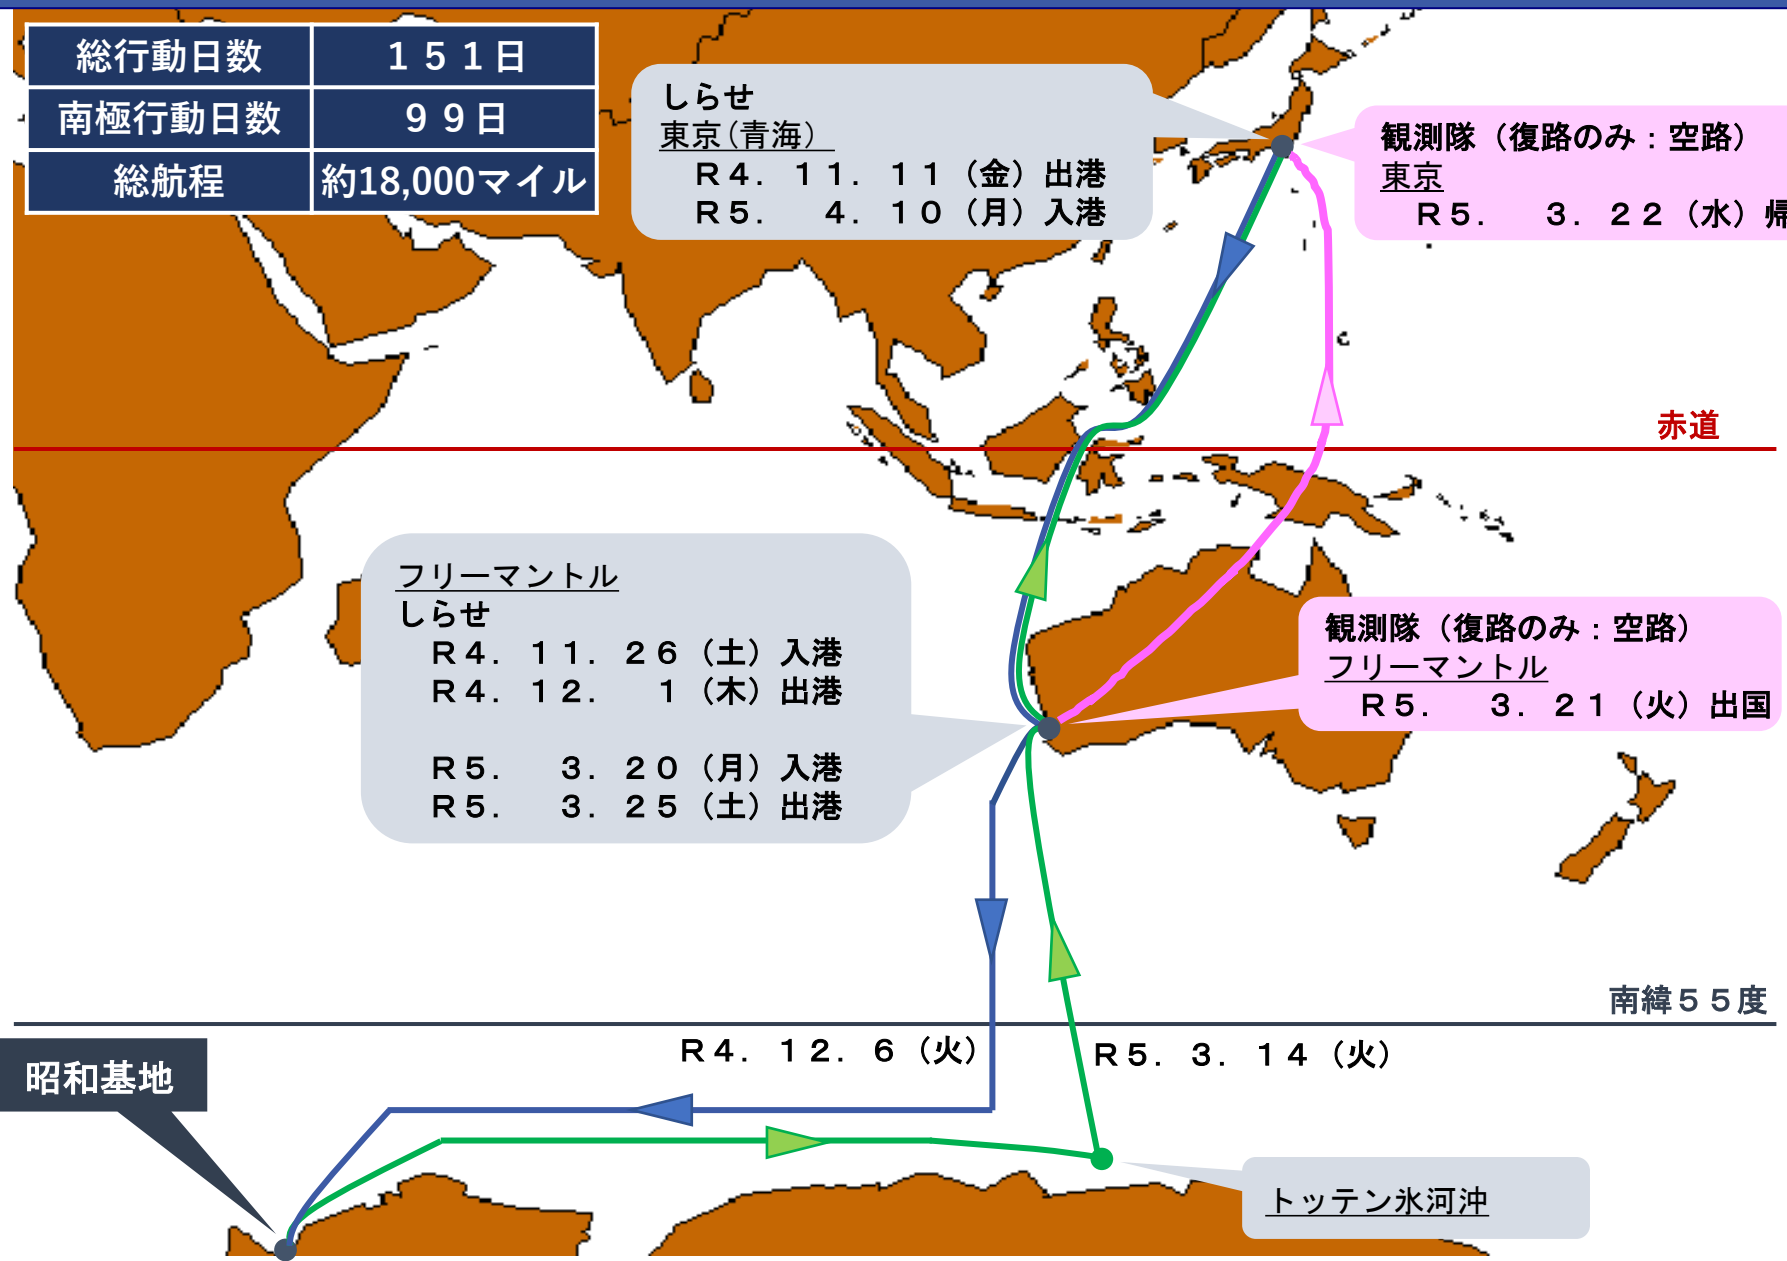 総行動日数 １５１日
南極行動日数 ９９日
総航程 約18,000マイル
しらせ
東京（青海）
Ｒ４．１１．１１（金）出港
Ｒ５．　４．１０（月）入港
観測隊（復路のみ：空路）
東京
Ｒ５．　３．２２（水）帰
赤道
フリーマントル
しらせ
Ｒ４．１１．２６（土）入港
Ｒ４．１２．　１（木）出港
Ｒ５．　３．２０（月）入港
Ｒ５．　３．２５（土）出港
観測隊（復路のみ：空路）
フリーマントル
Ｒ５．　３．２１（火）出国
南緯５５度
Ｒ４．１２．６（火）
Ｒ５．３．１４（火）
昭和基地
トッテン氷河沖